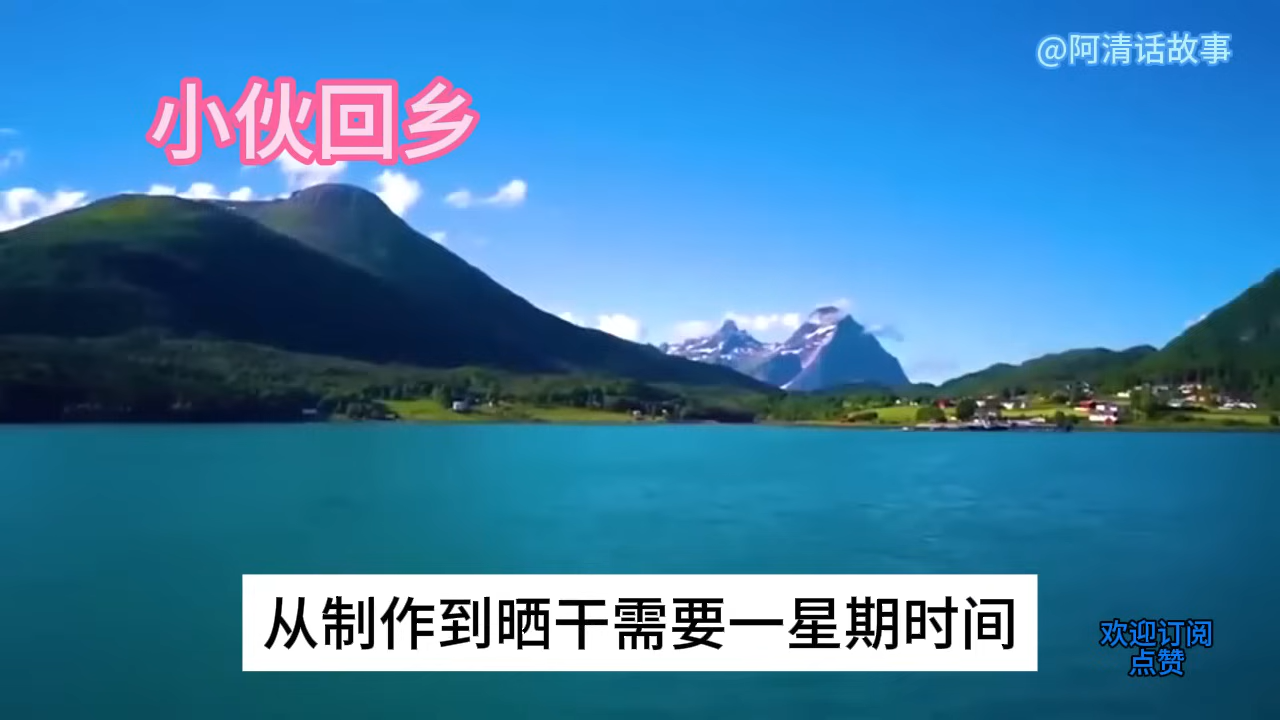 @阿清话故事
小伙回乡
从制作到晒干需要一星期时间
欢迎订阅
点赞